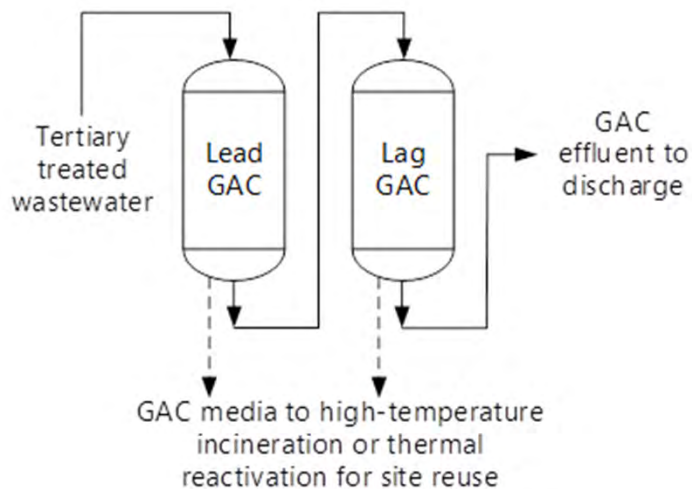 Tertiary
treated
wastewater
Lead
GAC
Lag
GAC
GAC
effluent to
discharge
GAC media to high-temperature
incineration or thermal
reactivation for site reuse